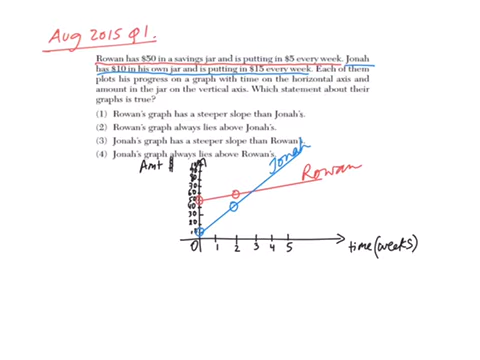 Aug 2015 Q1.
Rowan has $50 in a savings jar and is putting in $5 every week. Jonah
has $10 in his own jar and is putting in $15 every week. Each of them
plots his progress on a graph with time on the horizontal axis and
amount in the jar on the vertical axis. Which statement about their
graphs is true?
(1) Rowan's graph has a steeper slope than Jonah's.
(2) Rowan's graph always lies above Jonah's.
(3) Jonah's graph has a steeper slope than Rowan's.
(4) Jonah's graph always lies above Rowan's.
Amt
Jonah
Rowan
70
60
50
40
30
20
10
0 1 2 3 4 5
time (weeks)